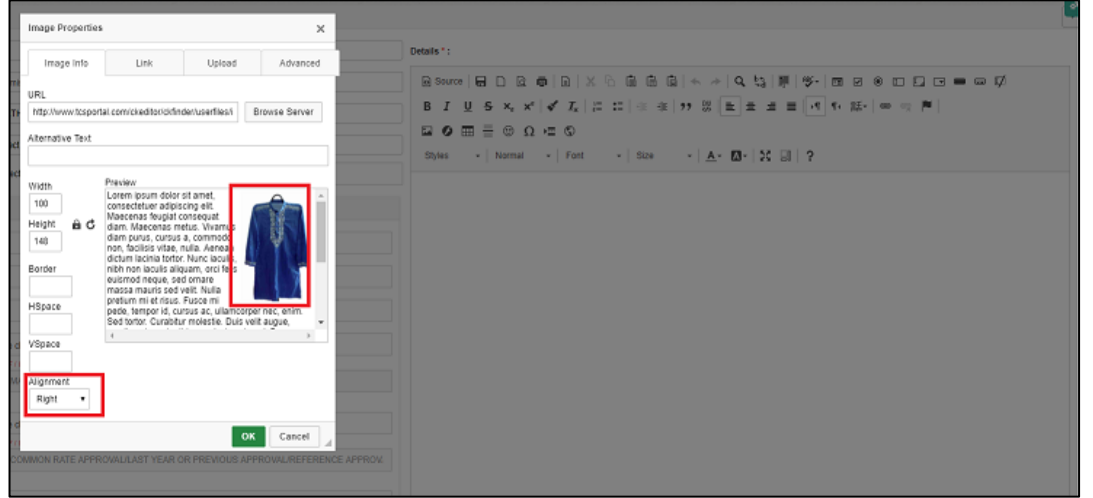 Image Properties
Image Info Link Upload Advanced
URL
http://www.tcsportal.com/ckeditor/ckfinder/userfiles/i
Browse Server
Alternative Text
Width
100
Height
148
Border
HSpace
VSpace
Alignment
Right
Preview
Lorem ipsum dolor sit amet,
consectetuer adipiscing elit.
Maecenas feugiat consequat
diam. Maecenas metus. Vivamus
diam purus, cursus a, commodo
non, facilisis vitae, nulla. Aenean
dictum lacinia tortor. Nunc iaculis,
nibh non iaculis aliquam, orci felis
euismod neque, sed ornare
massa mauris sed velit. Nulla
pretium mi et risus. Fusce mi
pede, tempor id, cursus ac, ullamcorper nec, enim.
Sed tortor. Curabitur molestie. Duis velit augue,
OK Cancel
Details * :
Source
Styles Normal Font Size
COMMON RATE APPROVAL/LAST YEAR OR PREVIOUS APPROVAL/REFERENCE APPROV.